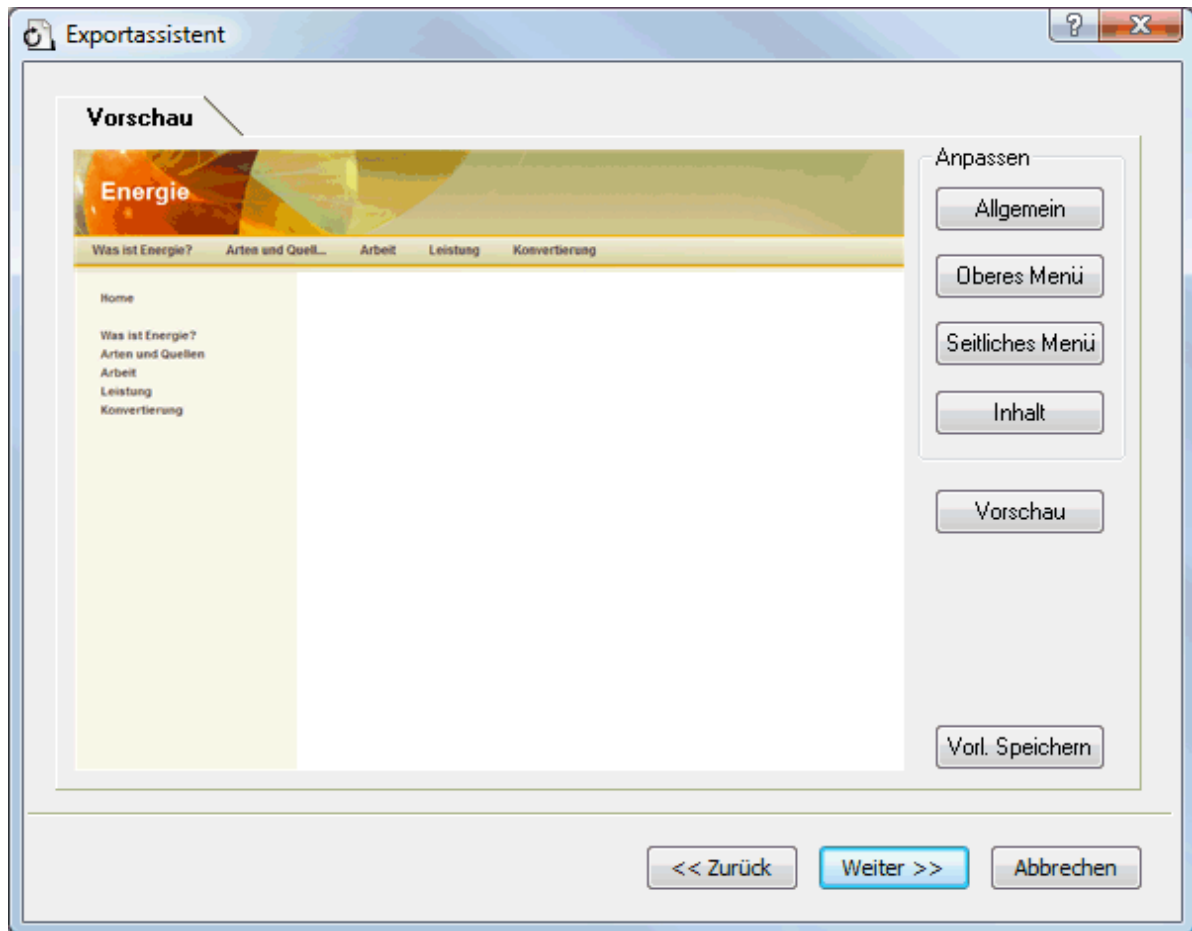 Exportassistent
Vorschau
Energie
Was ist Energie? Arten und Quell... Arbeit Leistung Konvertierung
Home
Was ist Energie?
Arten und Quellen
Arbeit
Leistung
Konvertierung
Anpassen
Allgemein
Oberes Menü
Seitliches Menü
Inhalt
Vorschau
Vorl. Speichern
<< Zurück Weiter >> Abbrechen